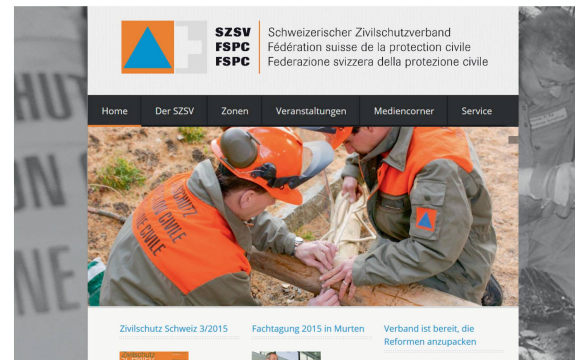 SZSV
FSPC
FSPC
Schweizerischer Zivilschutzverband
Fédération suisse de la protection civile
Federazione svizzera della protezione civile
Home Der SZSV Zonen Veranstaltungen Mediencorner Service
CIVILE
Zivilschutz Schweiz 3/2015
Fachtagung 2015 in Murten
Verband ist bereit, die
Reformen anzupacken